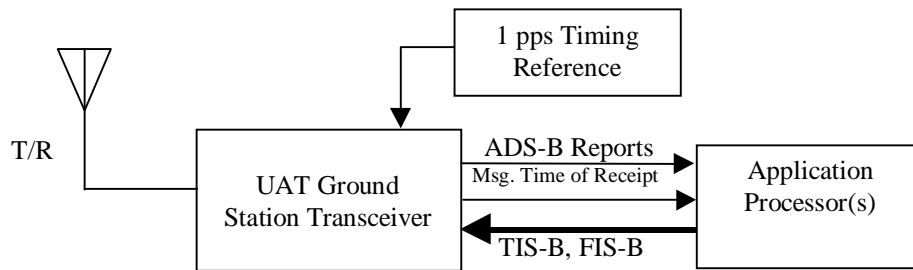 1 pps Timing
Reference
T/R
UAT Ground
Station Transceiver
ADS-B Reports
Msg. Time of Receipt
TIS-B, FIS-B
Application
Processor(s)